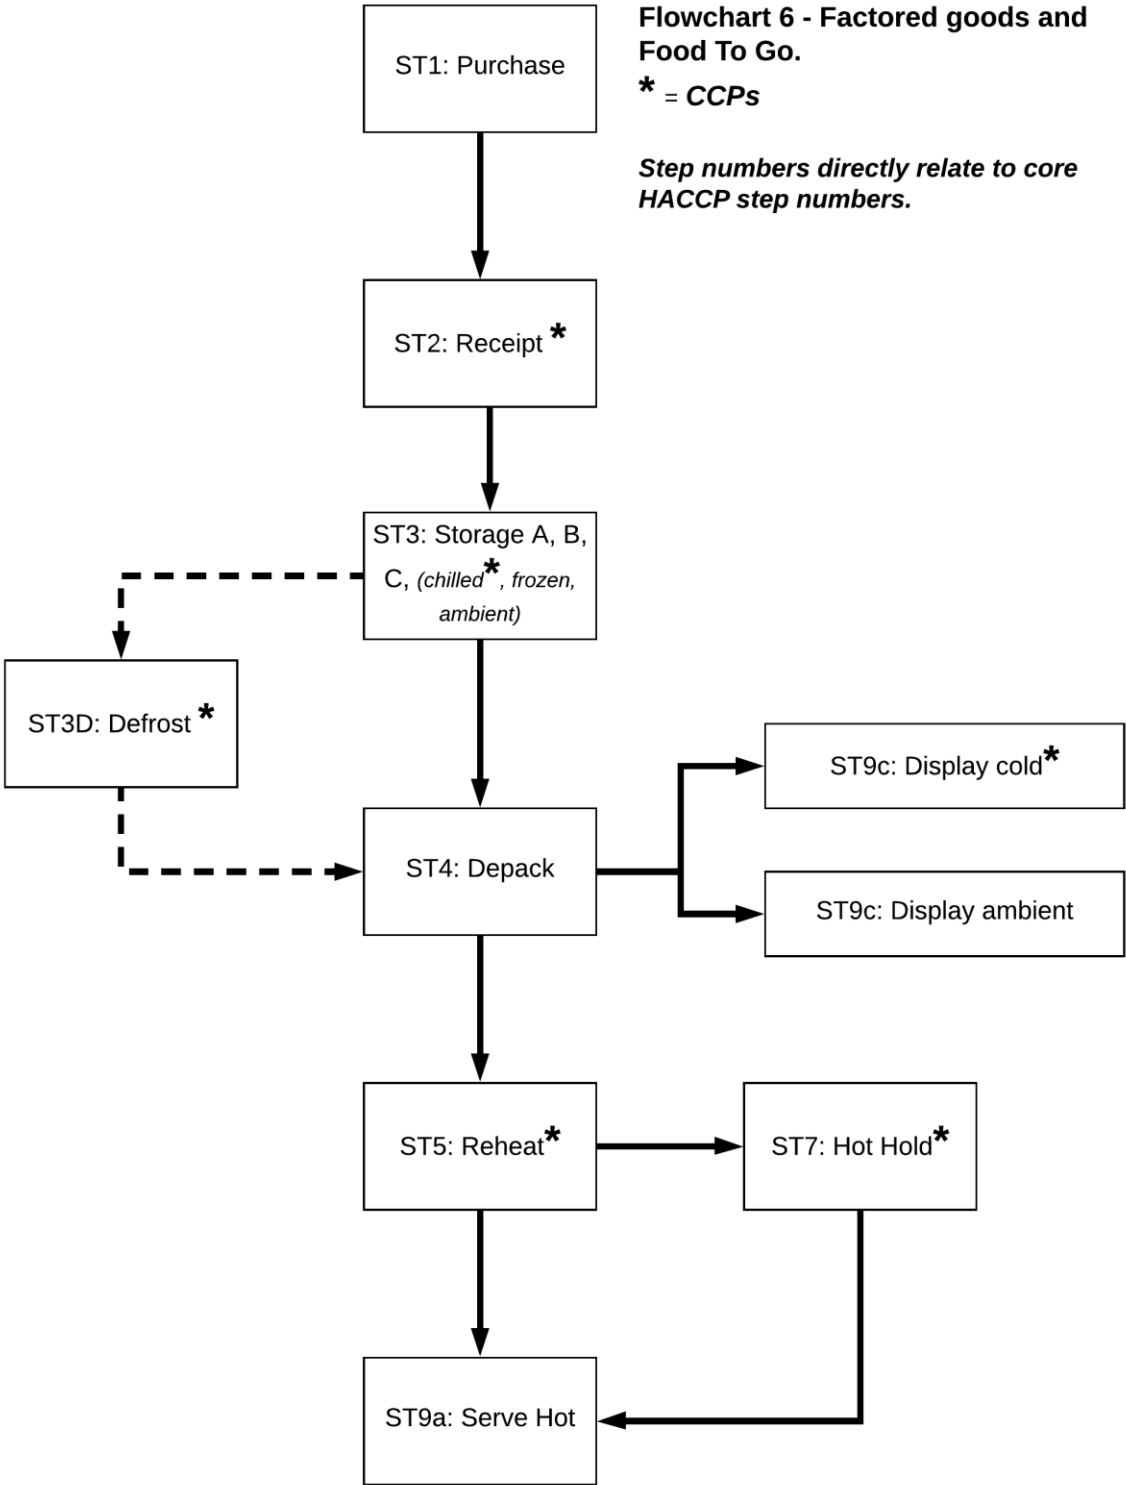 Flowchart 6 - Factored goods and
Food To Go.
* = CCPs
Step numbers directly relate to core
HACCP step numbers.
ST1: Purchase
ST2: Receipt *
ST3: Storage A, B,
C, (chilled*, frozen,
ambient)
ST3D: Defrost *
ST4: Depack
ST9c: Display cold*
ST9c: Display ambient
ST5: Reheat*
ST7: Hot Hold*
ST9a: Serve Hot